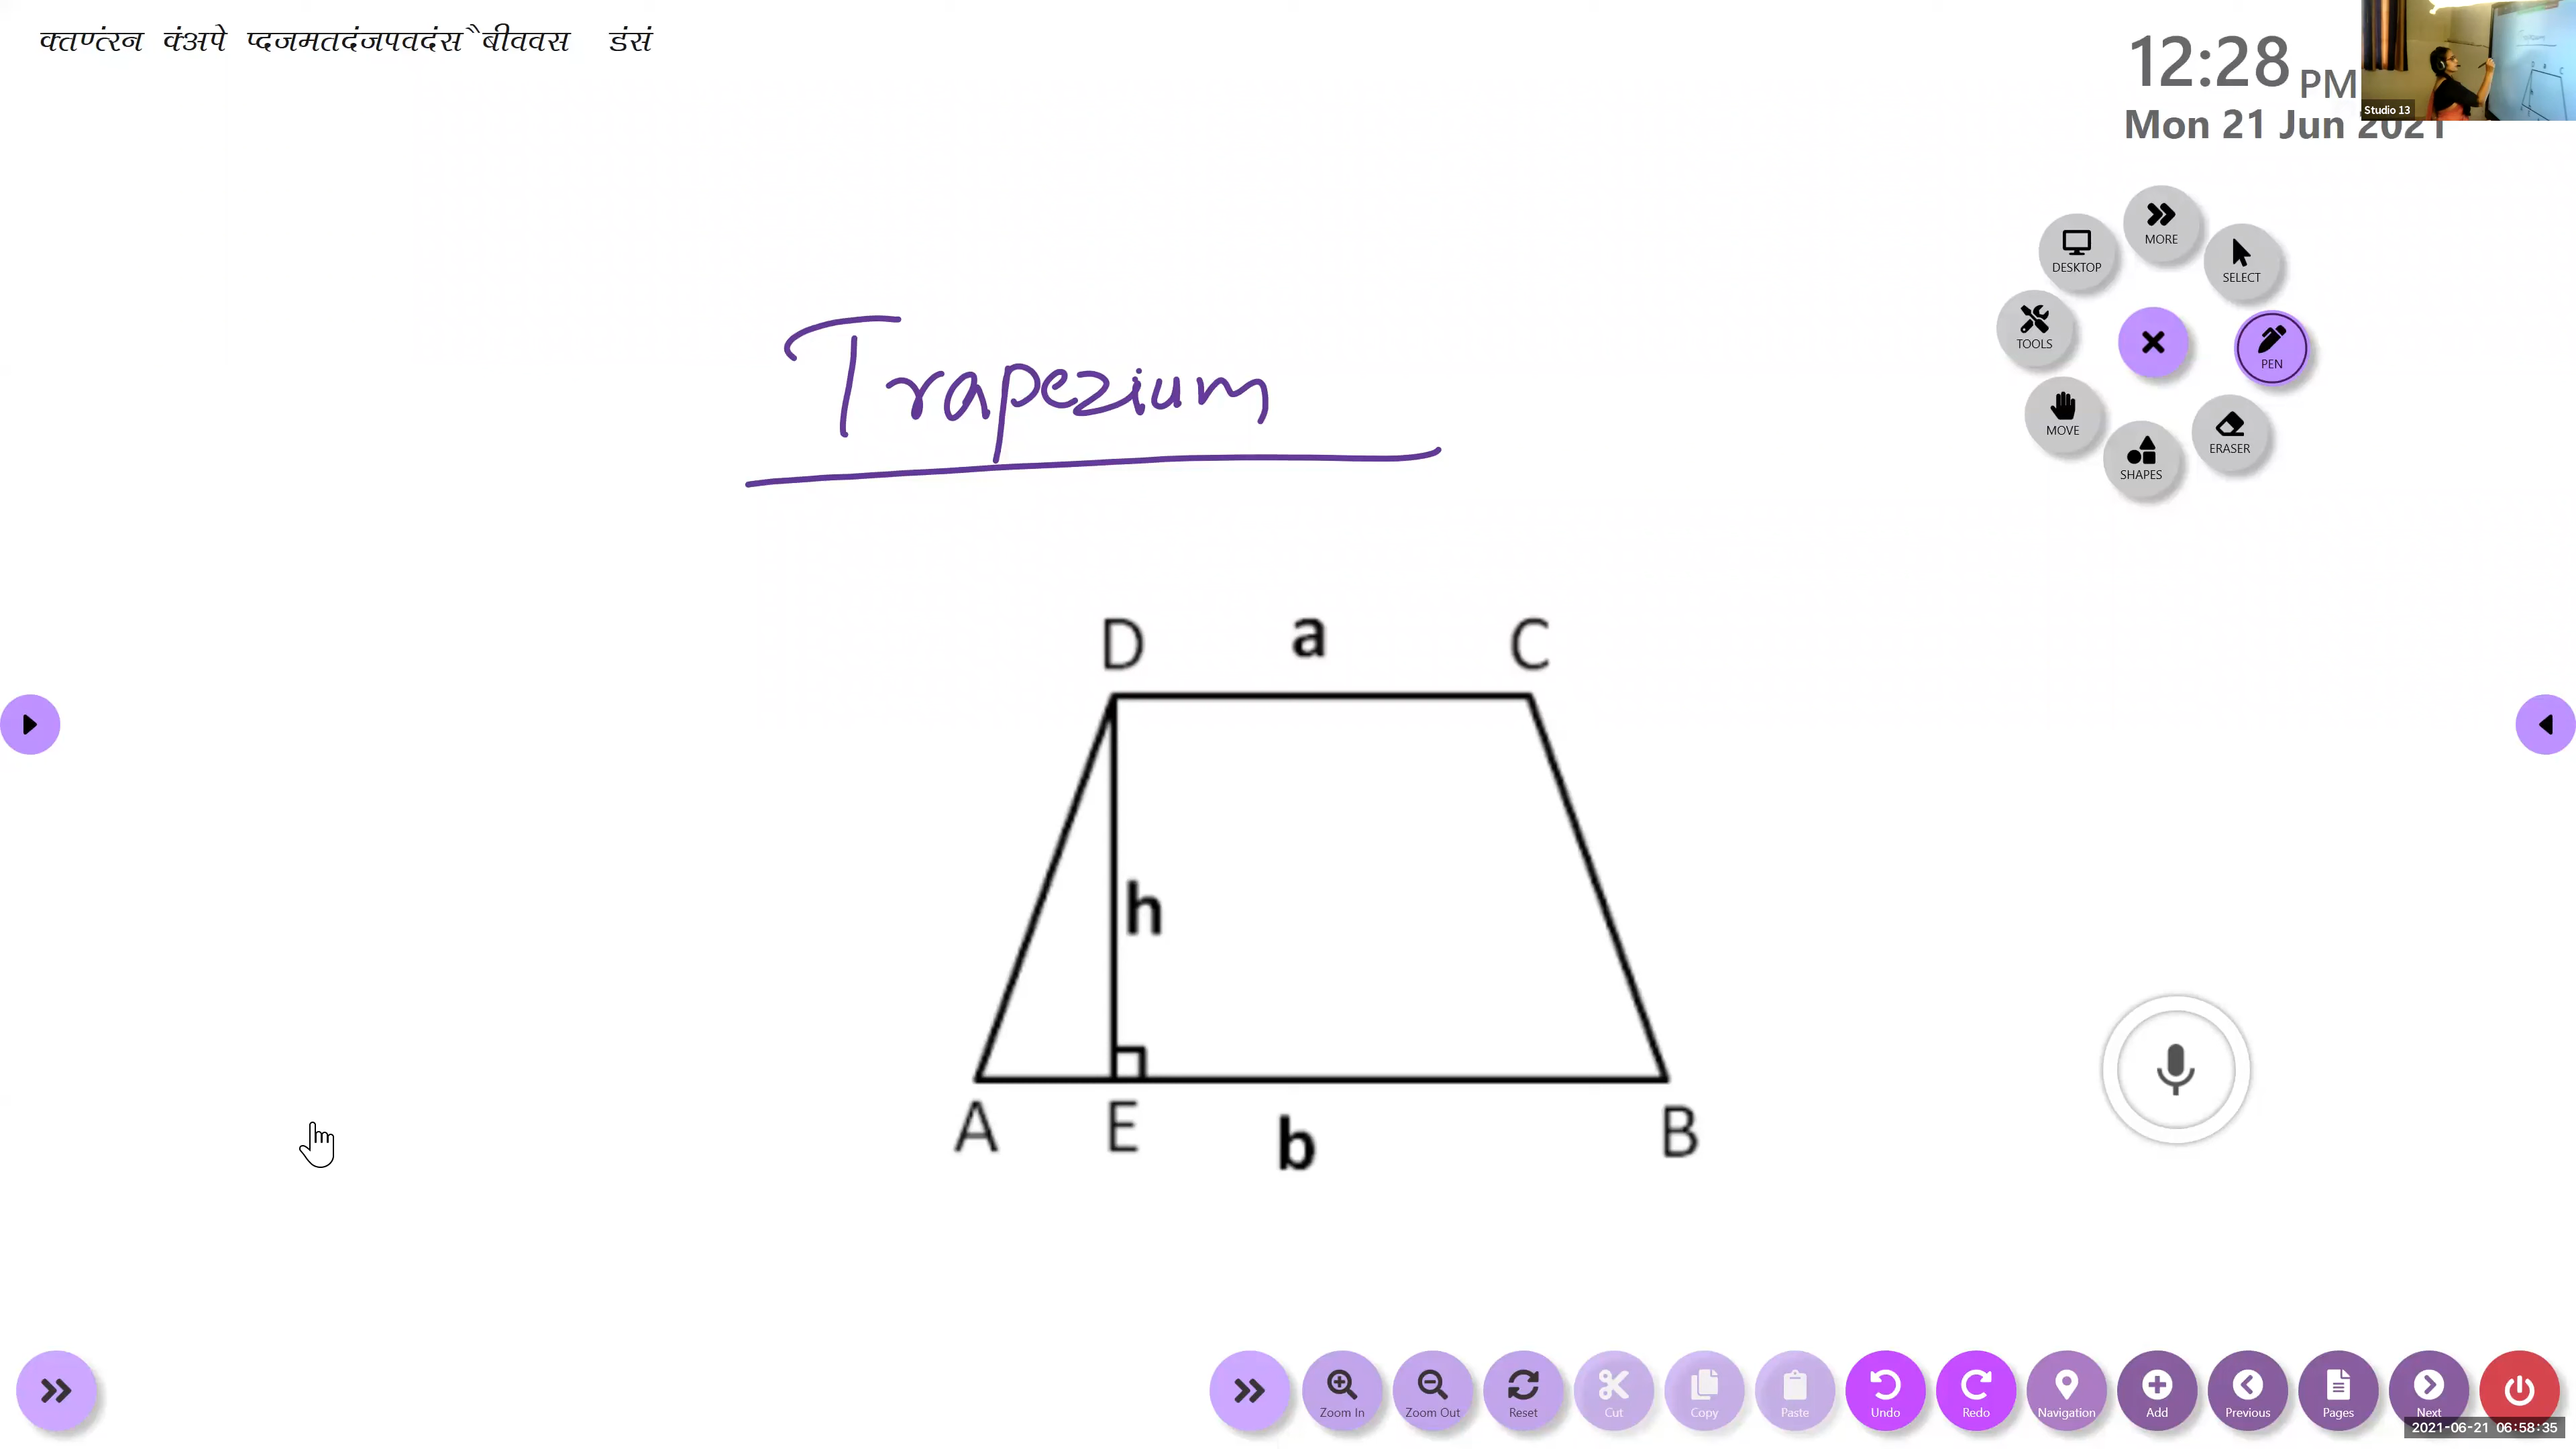 क्तण्तंरन क्ंअपे प्दजमतदंजपवदंस ैबीववस डंसं
12:28 PM
Mon 21 Jun 2021
Studio 13
MORE
DESKTOP
SELECT
TOOLS
PEN
MOVE
ERASER
SHAPES
Trapezium
D a C
h
A E b B
Zoom In Zoom Out Reset Cut Copy Paste Undo Redo Navigation Add Previous Pages Next
2021-06-21 06:58:35